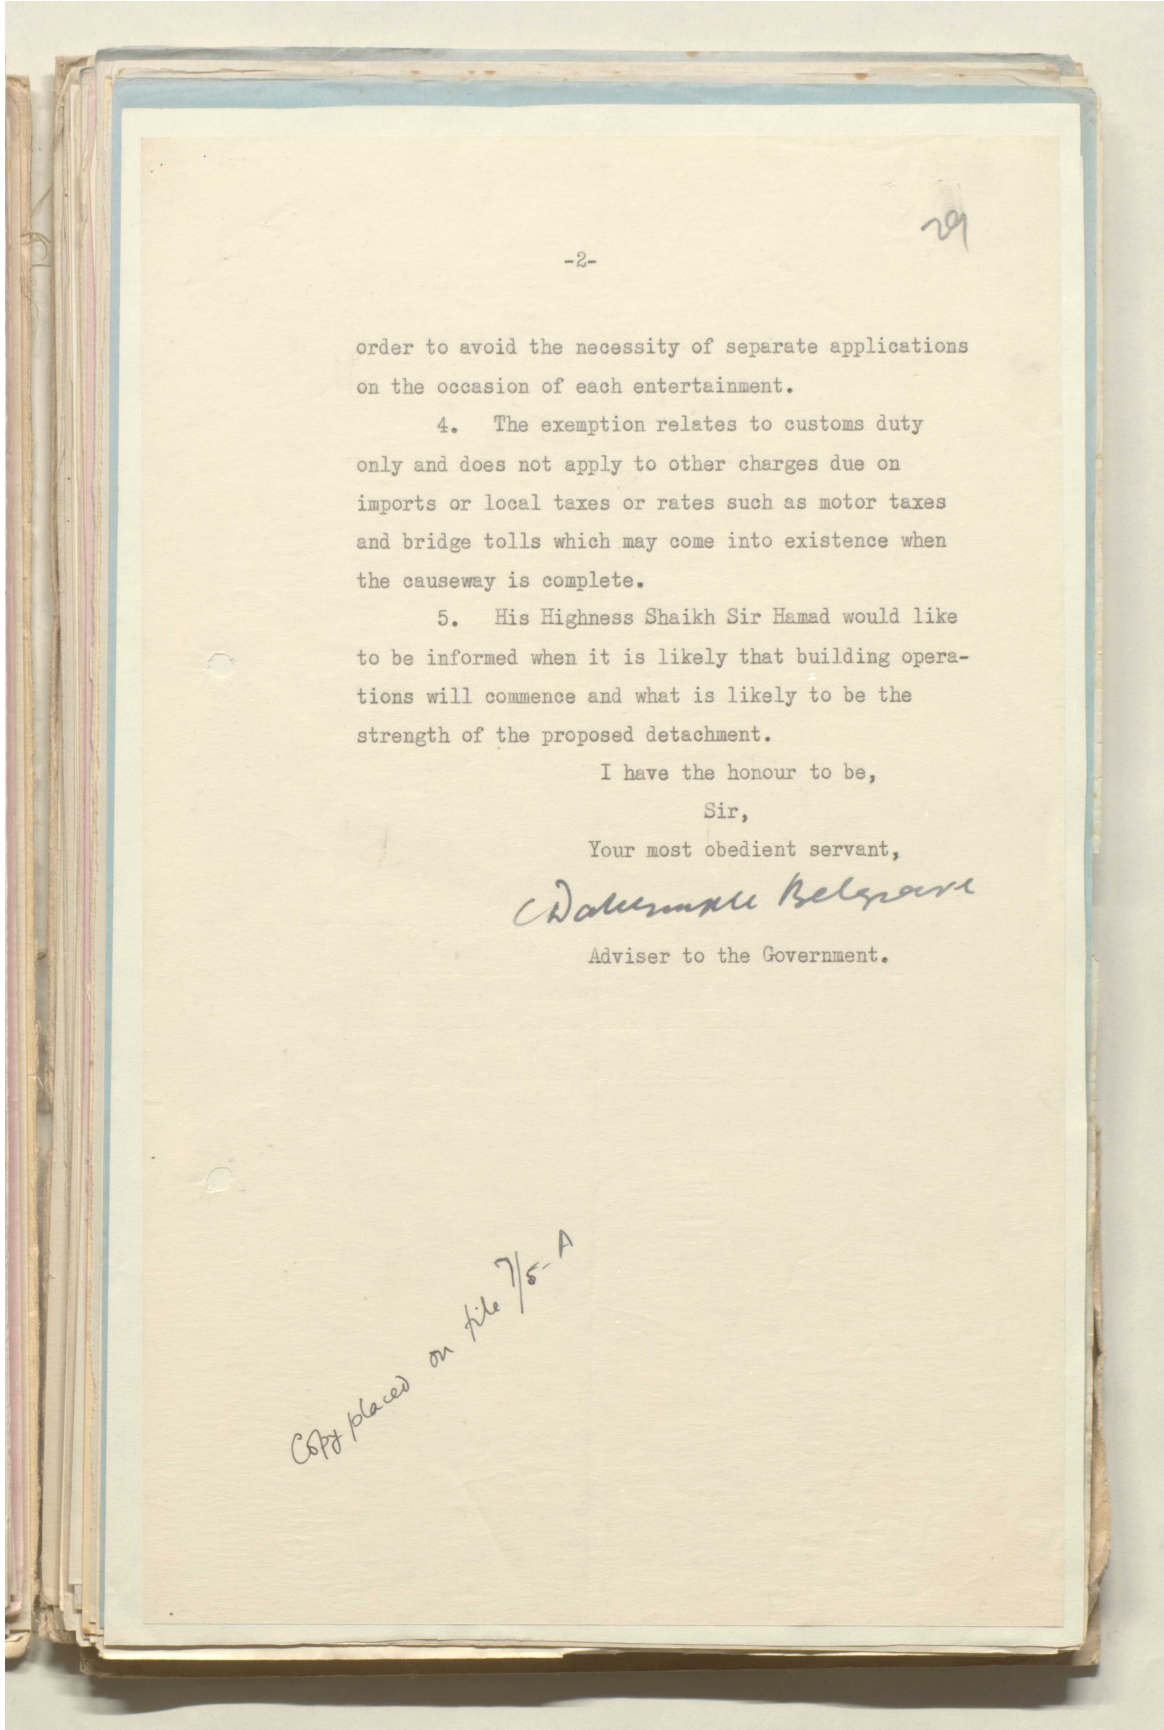 29
-2-
order to avoid the necessity of separate applications
on the occasion of each entertainment.
4. The exemption relates to customs duty
only and does not apply to other charges due on
imports or local taxes or rates such as motor taxes
and bridge tolls which may come into existence when
the causeway is complete.
5. His Highness Shaikh Sir Hamad would like
to be informed when it is likely that building opera-
tions will commence and what is likely to be the
strength of the proposed detachment.
I have the honour to be,
Sir,
Your most obedient servant,
CDalrymple Belgrave
Adviser to the Government.
Copy placed on file 7/5-A